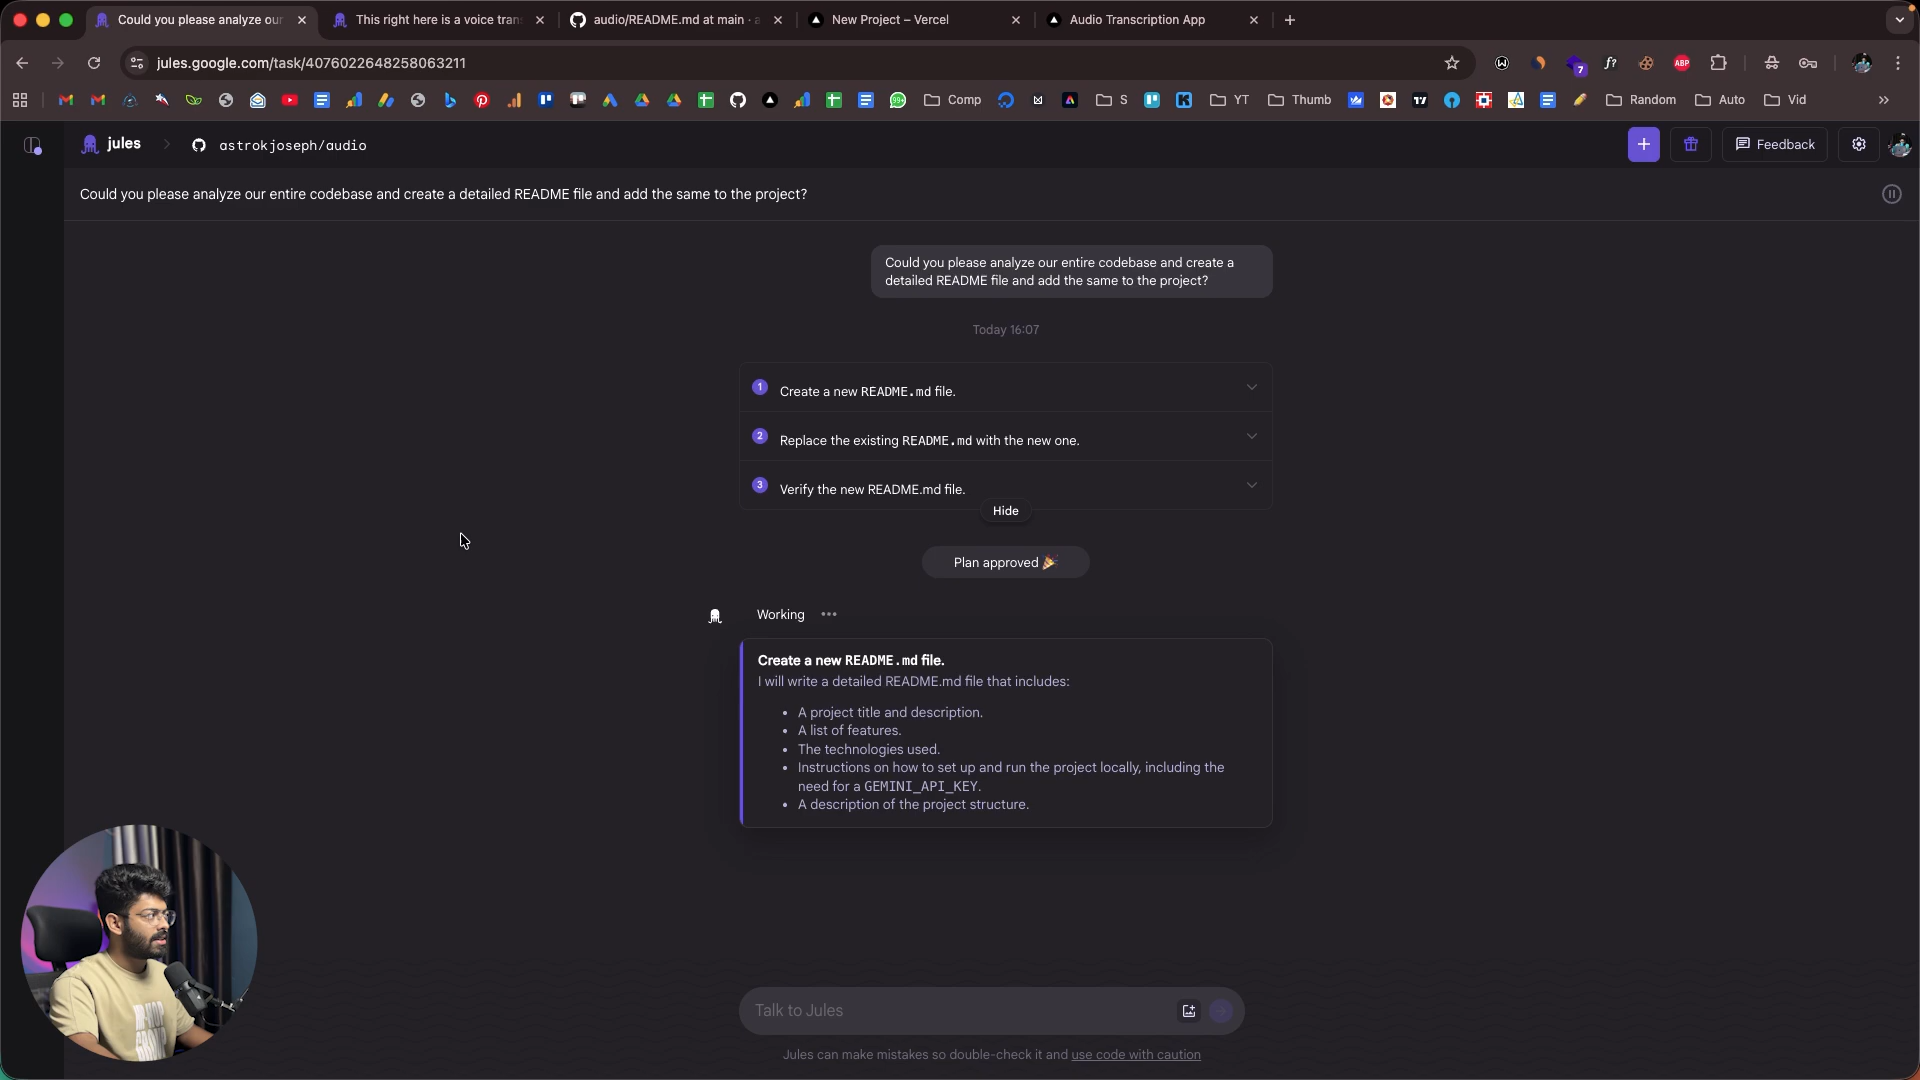 Could you please analyze our
This right here is a voice tran
audio/README.md at main · a
New Project – Vercel
Audio Transcription App
jules.google.com/task/4076022648258063211
7
f?
ABP
99+
Comp
S
YT
Thumb
17
Random
Auto
Vid
jules
astrokjoseph/audio
Feedback
Could you please analyze our entire codebase and create a detailed README file and add the same to the project?
Could you please analyze our entire codebase and create a
detailed README file and add the same to the project?
Today 16:07
1
Create a new README.md file.
2
Replace the existing README.md with the new one.
3
Verify the new README.md file.
Hide
Plan approved 🎉
Working •••
Create a new README.md file.
I will write a detailed README.md file that includes:
• A project title and description.
• A list of features.
• The technologies used.
• Instructions on how to set up and run the project locally, including the
need for a GEMINI_API_KEY.
• A description of the project structure.
Talk to Jules
Jules can make mistakes so double-check it and use code with caution